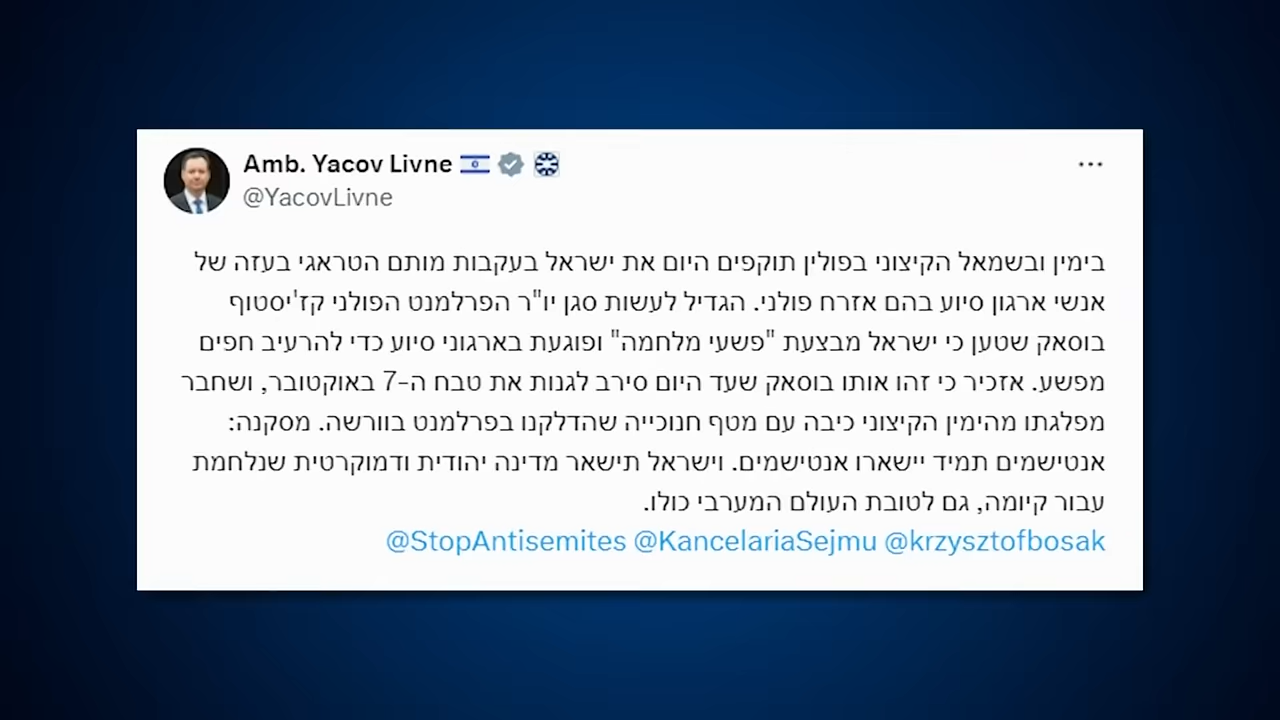 Amb. Yacov Livne
@YacovLivne
בימין ובשמאל הקיצוני בפולין תוקפים היום את ישראל בעקבות מותם הטראגי בעזה של
אנשי ארגון סיוע בהם אזרח פולני. הגדיל לעשות סגן יו"ר הפרלמנט הפולני קז'יסטוף
בוסאק שטען כי ישראל מבצעת "פשעי מלחמה" ופוגעת בארגוני סיוע כדי להרעיב חפים
מפשע. אזכיר כי זהו אותו בוסאק שעד היום סירב לגנות את טבח ה-7 באוקטובר, ושחבר
מפלגתו מהימין הקיצוני כיבה עם מטף חנוכייה שהדלקנו בפרלמנט בוורשה. מסקנה:
אנטישמים תמיד יישארו אנטישמים. וישראל תישאר מדינה יהודית ודמוקרטית שנלחמת
עבור קיומה, גם לטובת העולם המערבי כולו.
@StopAntisemites @KancelariaSejmu @krzysztofbosak